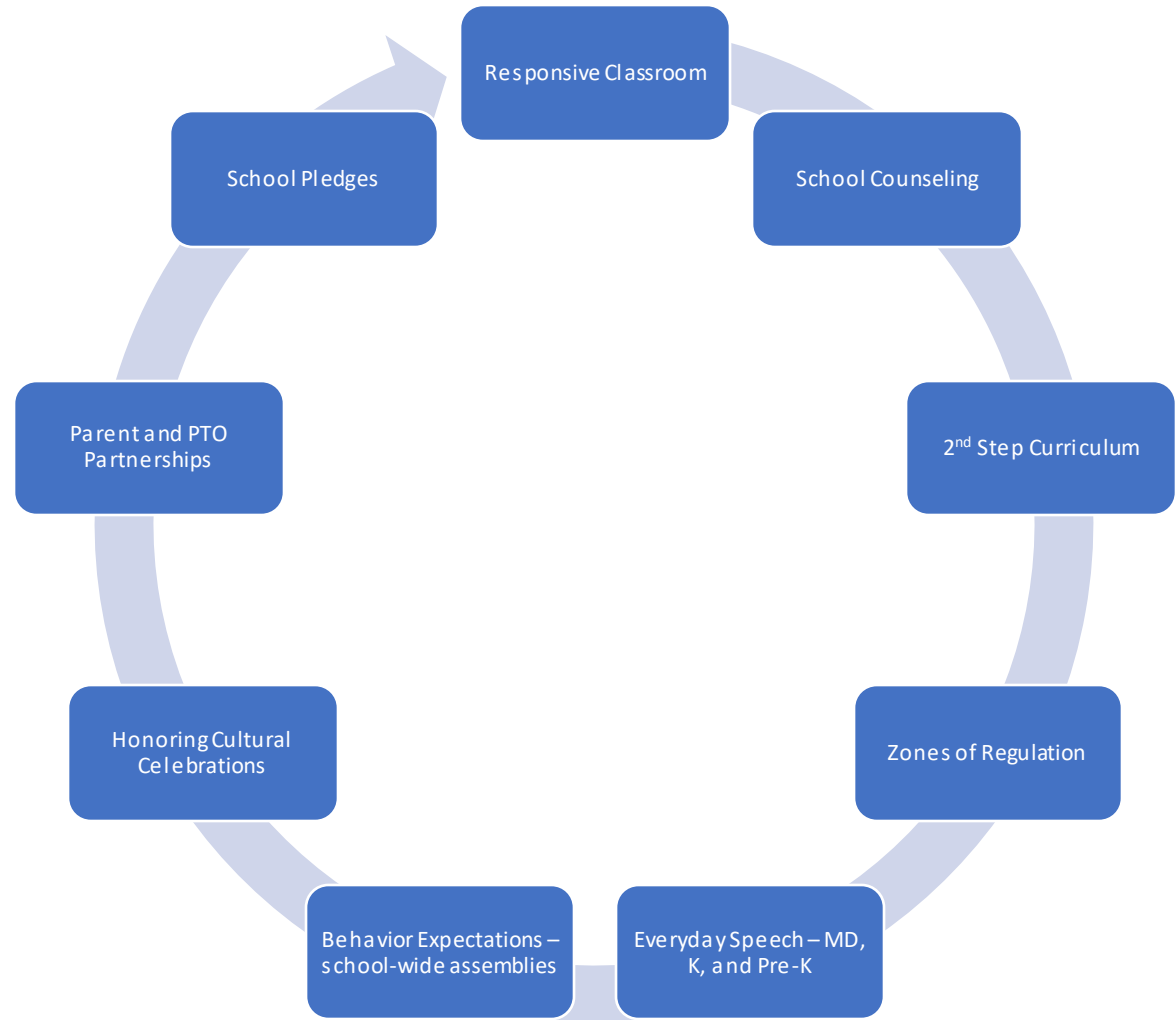 Responsive Classroom
School Counseling
2nd Step Curriculum
Zones of Regulation
Everyday Speech – MD,
K, and Pre-K
Behavior Expectations –
school-wide assemblies
Honoring Cultural
Celebrations
Parent and PTO
Partnerships
School Pledges